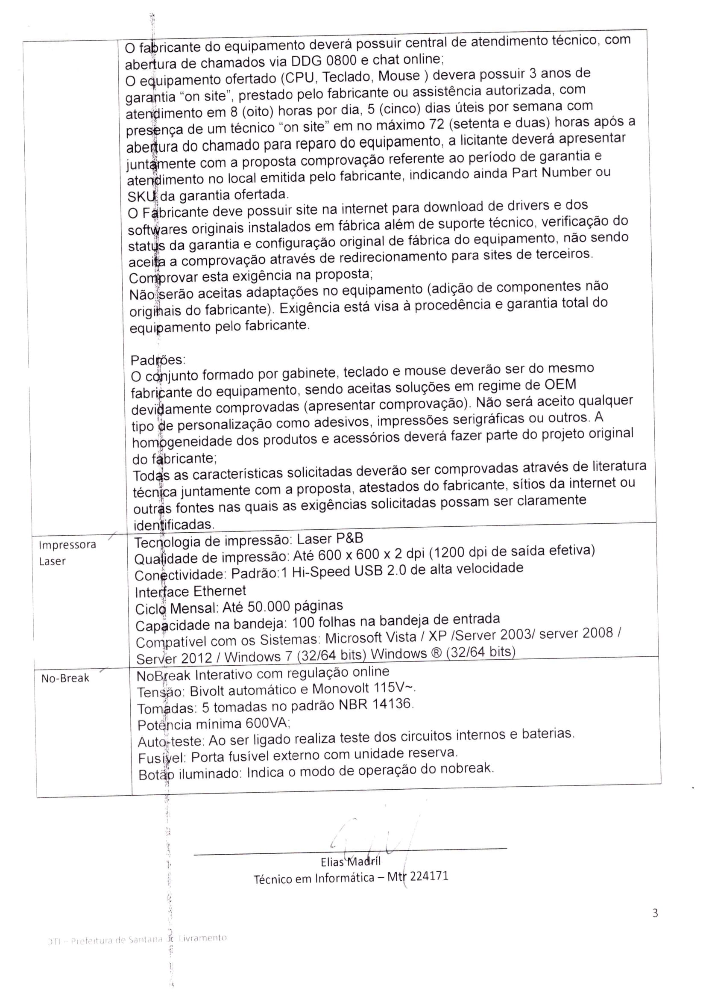 O fabricante do equipamento deverá possuir central de atendimento técnico, com
abertura de chamados via DDG 0800 e chat online;
O equipamento ofertado (CPU, Teclado, Mouse ) devera possuir 3 anos de
garantia “on site”, prestado pelo fabricante ou assistência autorizada, com
atendimento em 8 (oito) horas por dia, 5 (cinco) dias úteis por semana com
presença de um técnico “on site” em no máximo 72 (setenta e duas) horas após a
abertura do chamado para reparo do equipamento, a licitante deverá apresentar
juntamente com a proposta comprovação referente ao período de garantia e
atendimento no local emitida pelo fabricante, indicando ainda Part Number ou
SKU da garantia ofertada.
O Fabricante deve possuir site na internet para download de drivers e dos
softwares originais instalados em fábrica além de suporte técnico, verificação do
status da garantia e configuração original de fábrica do equipamento, não sendo
aceita a comprovação através de redirecionamento para sites de terceiros.
Comprovar esta exigência na proposta;
Não serão aceitas adaptações no equipamento (adição de componentes não
originais do fabricante). Exigência está visa à procedência e garantia total do
equipamento pelo fabricante.
Padrões:
O conjunto formado por gabinete, teclado e mouse deverão ser do mesmo
fabricante do equipamento, sendo aceitas soluções em regime de OEM
devidamente comprovadas (apresentar comprovação). Não será aceito qualquer
tipo de personalização como adesivos, impressões serigráficas ou outros. A
homogeneidade dos produtos e acessórios deverá fazer parte do projeto original
do fabricante;
Todas as características solicitadas deverão ser comprovadas através de literatura
técnica juntamente com a proposta, atestados do fabricante, sítios da internet ou
outras fontes nas quais as exigências solicitadas possam ser claramente
identificadas.
Impressora
Laser
Tecnologia de impressão: Laser P&B
Qualidade de impressão: Até 600 x 600 x 2 dpi (1200 dpi de saída efetiva)
Conectividade: Padrão:1 Hi-Speed USB 2.0 de alta velocidade
Interface Ethernet
Ciclo Mensal: Até 50.000 páginas
Capacidade na bandeja: 100 folhas na bandeja de entrada
Compatível com os Sistemas: Microsoft Vista / XP /Server 2003/ server 2008 /
Server 2012 / Windows 7 (32/64 bits) Windows ® (32/64 bits)
No-Break
NoBreak Interativo com regulação online
Tensão: Bivolt automático e Monovolt 115V~.
Tomadas: 5 tomadas no padrão NBR 14136.
Potência mínima 600VA;
Auto-teste: Ao ser ligado realiza teste dos circuitos internos e baterias.
Fusível: Porta fusível externo com unidade reserva.
Botão iluminado: Indica o modo de operação do nobreak.
Elias Madril
Técnico em Informática – Mtr 224171
3
DTI – Prefeitura de Santana do Livramento